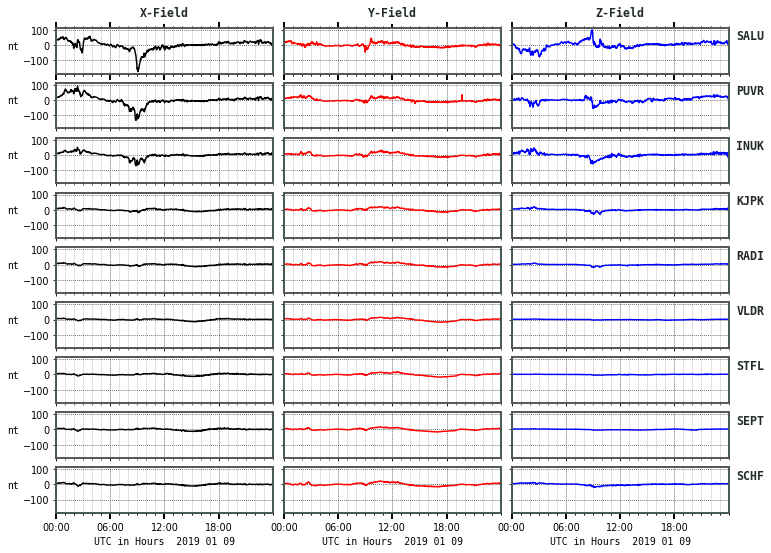 X-Field Y-Field Z-Field
100 SALU
nt 0
−100
100 PUVR
nt 0
−100
100 INUK
nt 0
−100
100 KJPK
nt 0
−100
100 RADI
nt 0
−100
100 VLDR
nt 0
−100
100 STFL
nt 0
−100
100 SEPT
nt 0
−100
100 SCHF
nt 0
−100
00:00 06:00 12:00 18:00 00:00 06:00 12:00 18:00 00:00 06:00 12:00 18:00
UTC in Hours 2019 01 09 UTC in Hours 2019 01 09 UTC in Hours 2019 01 09